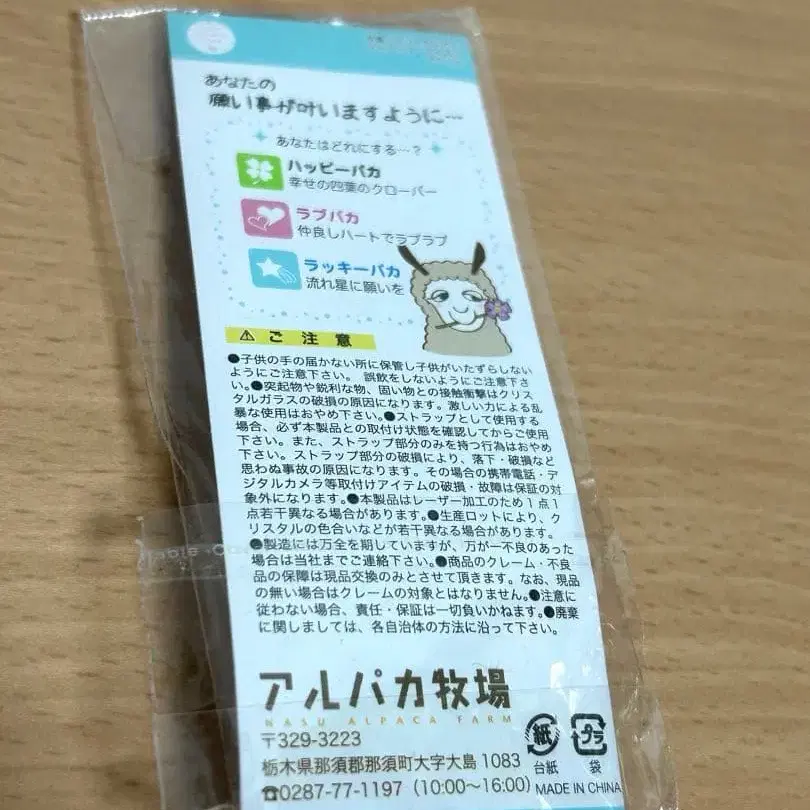 あなたの
願い事が叶いますように…
あなたはどれにする…？
ハッピーパカ
幸せの四葉のクローバー
ラブパカ
仲良しハートでラブラブ
ラッキーパカ
流れ星に願いを
⚠ご注意
●子供の手の届かない所に保管し子供がいたずらしない
ようにご注意下さい。 誤飲をしないようにご注意下さ
い。●突起物や鋭利な物、固い物との接触衝撃はクリス
タルガラスの破損の原因になります。激しい力による乱
暴な使用はおやめ下さい。●ストラップとして使用する
場合、必ず本製品との取付け状態を確認してからご使用
下さい。また、ストラップ部分のみを持つ行為はおやめ
下さい。ストラップ部分の破損により、落下・破損など
思わぬ事故の原因になります。その場合の携帯電話・デ
ジタルカメラ等取付けアイテムの破損・故障は保証の対
象外になります。●本製品はレーザー加工のため1点1
点若干異なる場合があります。●生産ロットにより、ク
リスタルの色合いなどが若干異なる場合があります。
●製造には万全を期していますが、万が一不良のあった
場合は当社までご連絡下さい。●商品のクレーム・不良
品の保障は現品交換のみとさせて頂きます。なお、現品
の無い場合はクレームの対象とはなりません。●注意に
従わない場合、責任・保証は一切負いかねます。●廃棄
に関しましては、各自治体の方法に沿って下さい。
アルパカ牧場
NASU ALPACA FARM
〒329-3223
栃木県那須郡那須町大字大島1083
☎0287-77-1197（10:00～16:00）
紙 プラ
台紙 袋
MADE IN CHINA